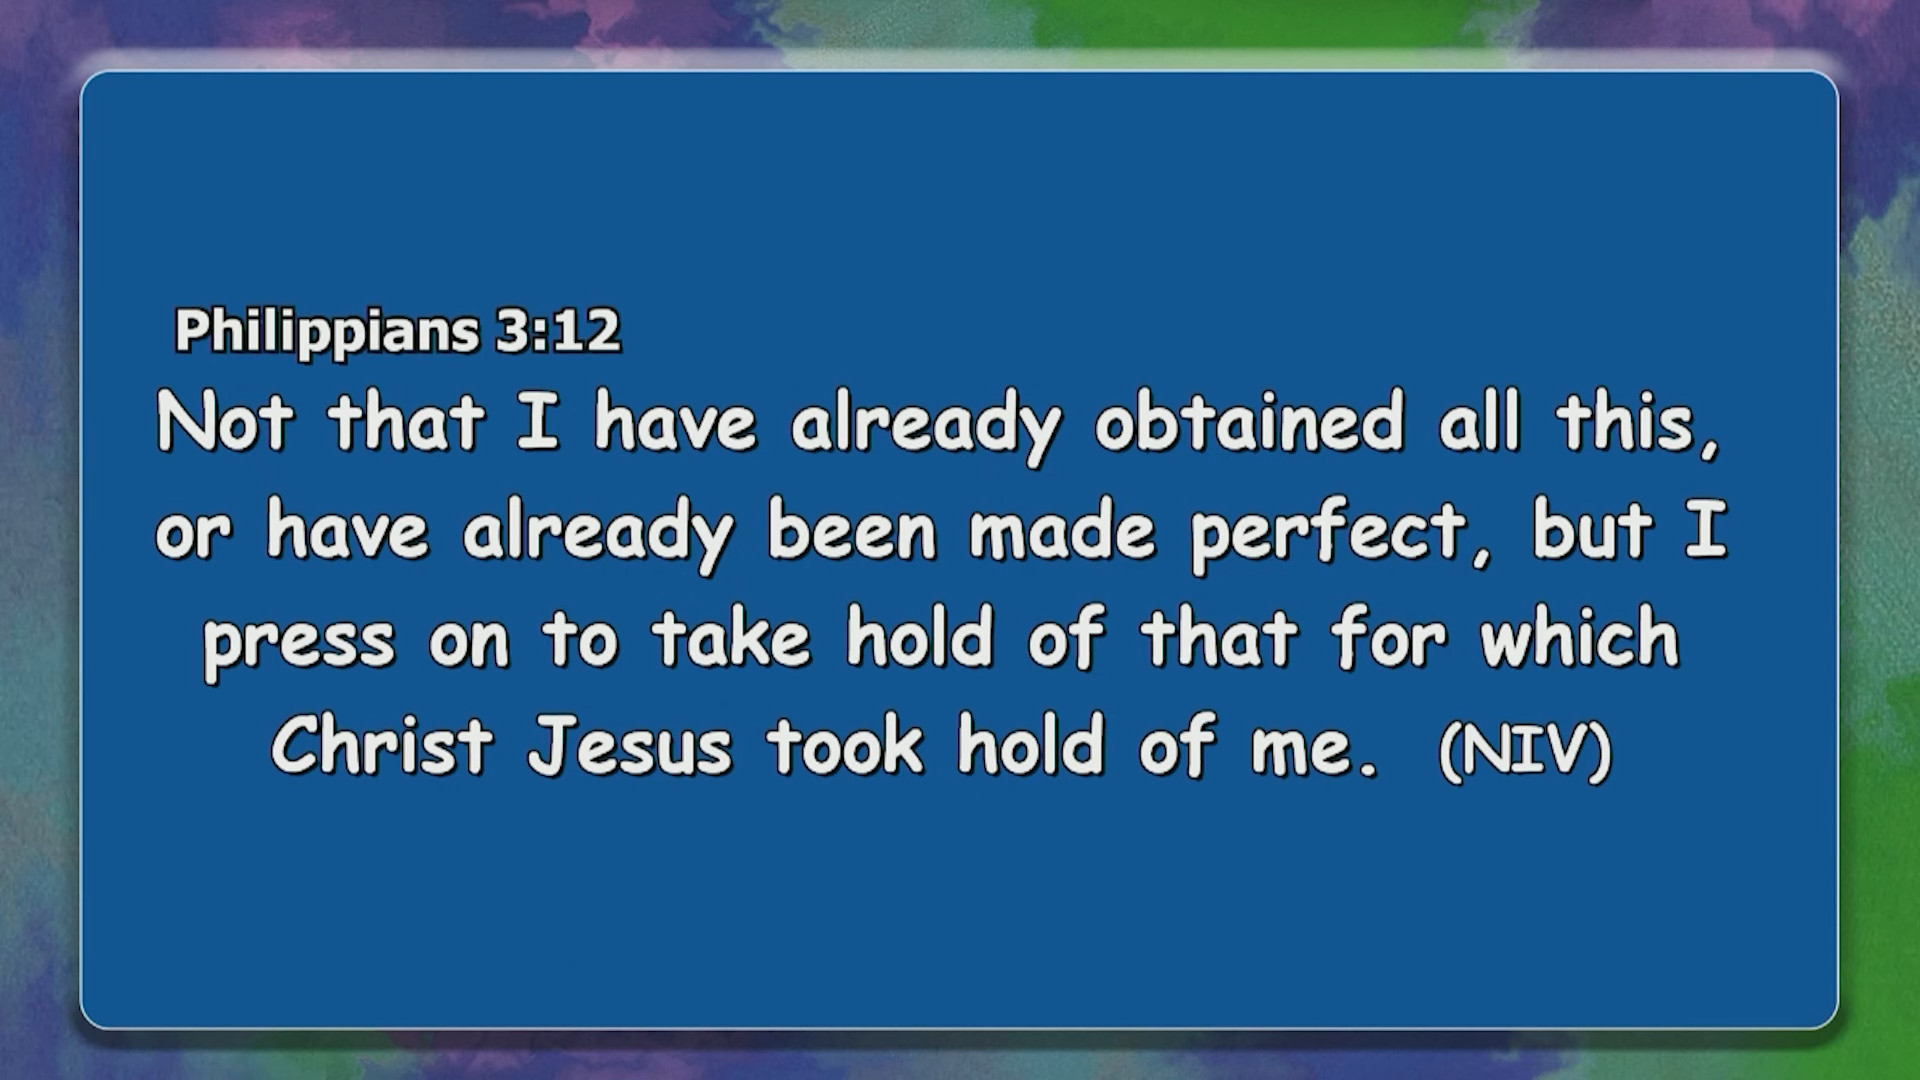 Philippians 3:12
Not that I have already obtained all this,
or have already been made perfect, but I
press on to take hold of that for which
Christ Jesus took hold of me. (NIV)